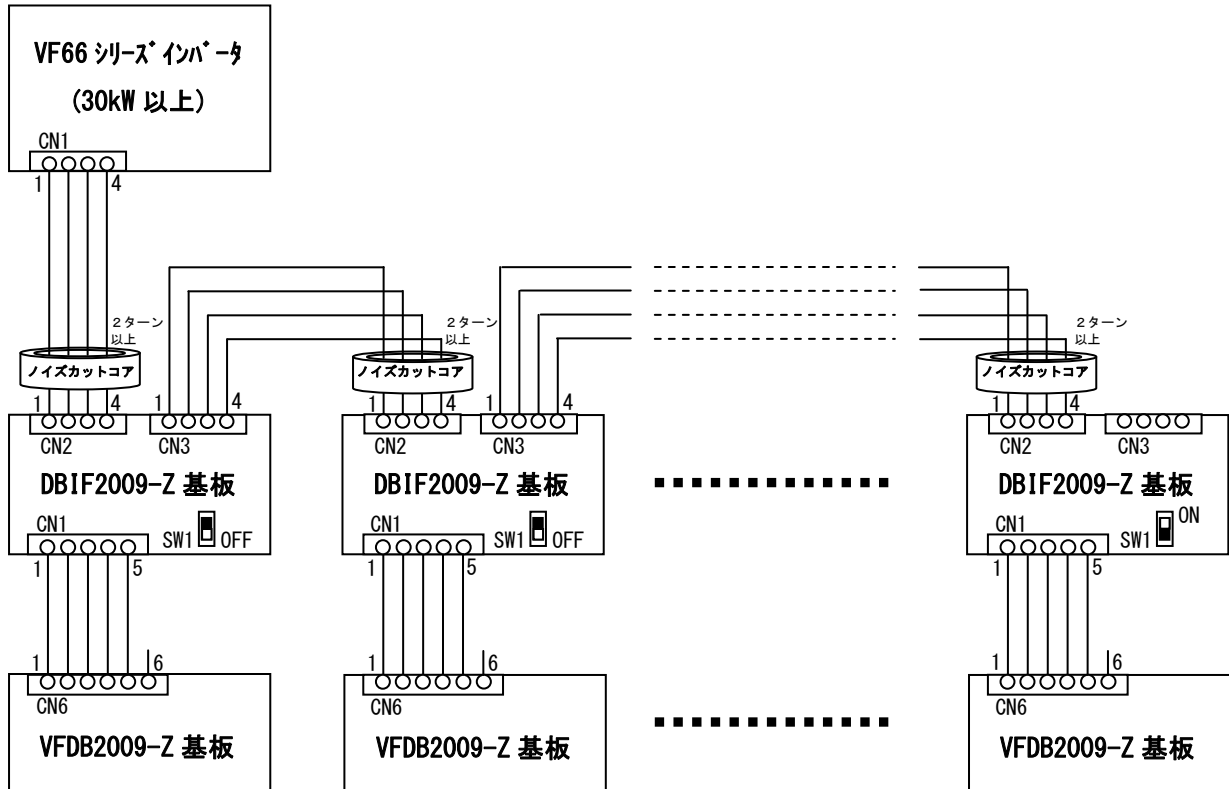 VF66 シリーズ インバータ
(30kW 以上)
CN1
1 4
2ターン
以上
ノイズカットコア
2ターン
以上
ノイズカットコア
2ターン
以上
ノイズカットコア
1 4 1 4
CN2 CN3
DBIF2009-Z 基板
CN1
SW1 OFF
1 5
1 4 1 4
CN2 CN3
DBIF2009-Z 基板
CN1
SW1 OFF
1 5
1 4
CN2 CN3
DBIF2009-Z 基板
CN1
SW1 ON
1 5
1 6
CN6
VFDB2009-Z 基板
1 6
CN6
VFDB2009-Z 基板
1 6
CN6
VFDB2009-Z 基板